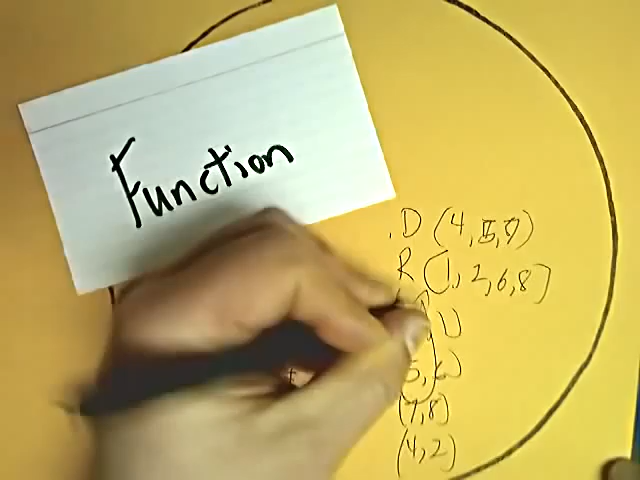 Function
.D (4,5,7)
R (1,2,6,8)
(7,8)
(4,2)